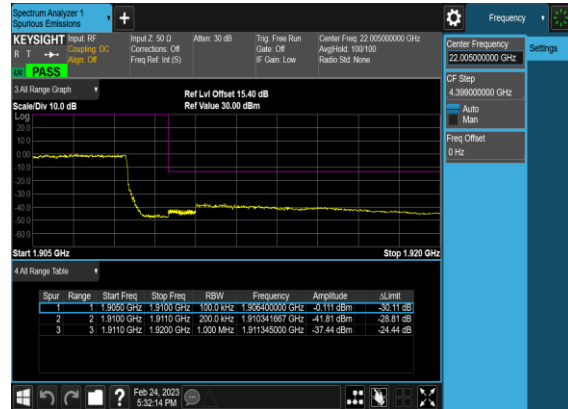 Spectrum Analyzer 1
Spurious Emissions
+
Frequency
KEYSIGHT Input: RF Input Z: 50 Ω Atten: 30 dB Trig: Free Run Center Freq: 22.005000000 GHz
R T Coupling: DC Corrections: Off Gate: Off Avg|Hold: 100/100
Align: Off Freq Ref: Int (S) IF Gain: Low Radio Std: None
PASS
Center Frequency
22.005000000 GHz
Settings
CF Step
4.399000000 GHz
Auto
Man
Freq Offset
0 Hz
3 All Range Graph
Ref Lvl Offset 15.40 dB
Scale/Div 10.0 dB Ref Value 30.00 dBm
Log
20.0
10.0
0.00
-10.0
-20.0
-30.0
-40.0
-50.0
-60.0
Start 1.905 GHz Stop 1.920 GHz
4 All Range Table
Spur Range Start Freq Stop Freq RBW Frequency Amplitude ΔLimit
1 1 1.9050 GHz 1.9100 GHz 100.0 kHz 1.906400000 GHz -0.111 dBm -30.11 dB
2 2 1.9100 GHz 1.9110 GHz 200.0 kHz 1.910341667 GHz -41.81 dBm -28.81 dB
3 3 1.9110 GHz 1.9200 GHz 1.000 MHz 1.911345000 GHz -37.44 dBm -24.44 dB
? Feb 24, 2023
5:32:14 PM